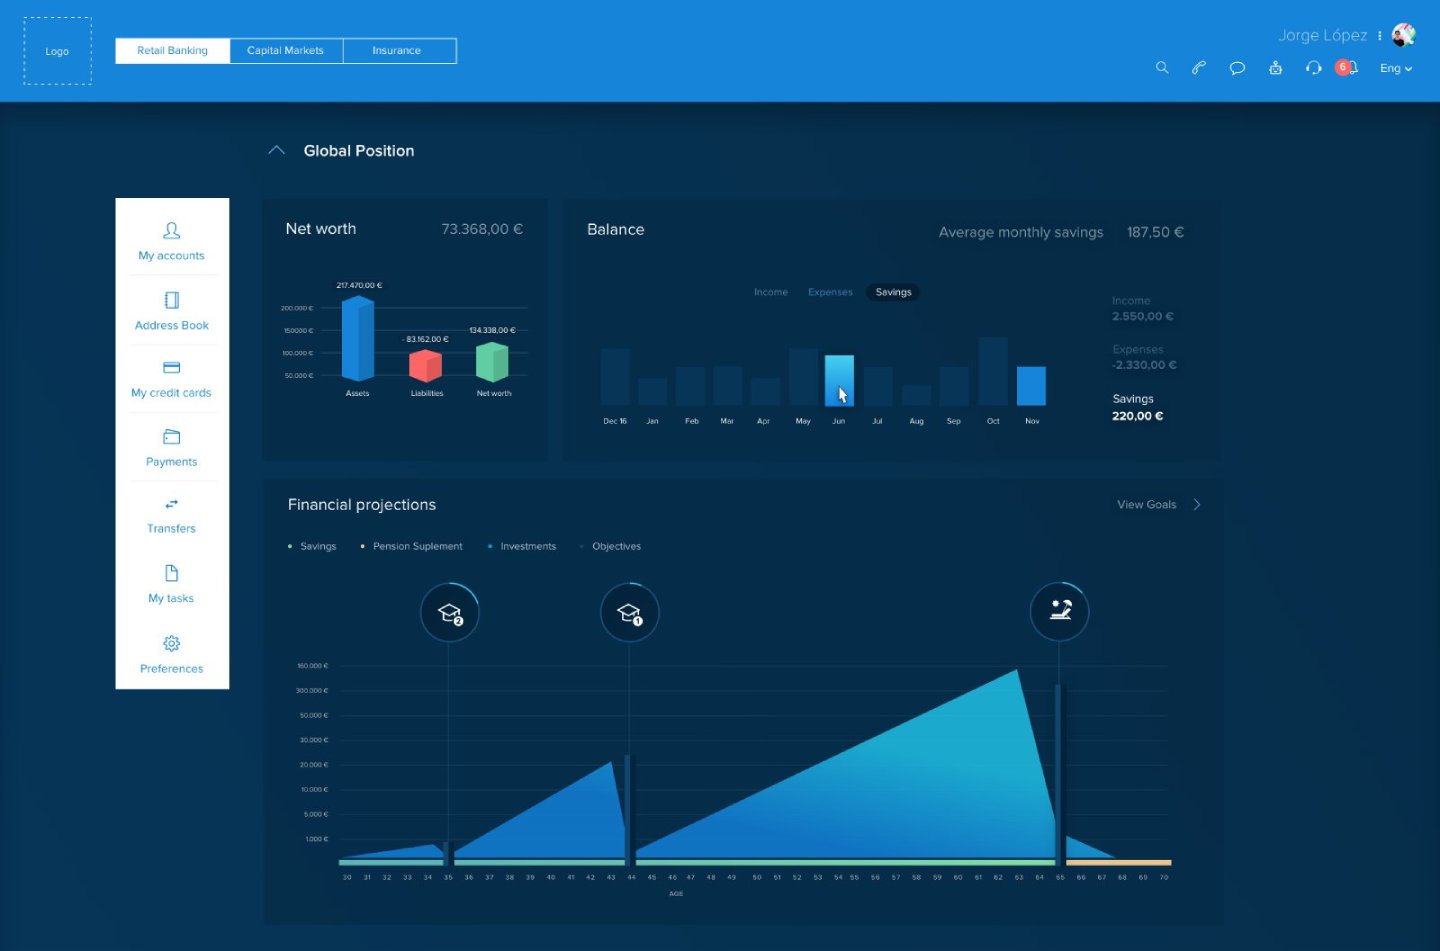 Logo
Retail Banking
Capital Markets
Insurance
Jorge López
6
Eng
Global Position
My accounts
Address Book
My credit cards
Payments
Transfers
My tasks
Preferences
Net worth 73.368,00 €
217.470,00 €
- 83.162,00 €
134.338,00 €
200.000 €
150000 €
100.000 €
50.000 €
Assets Liabilities Net worth
Balance
Average monthly savings 187,50 €
Income Expenses Savings
Income
2.550,00 €
Expenses
-2.330,00 €
Savings
220,00 €
Dec 16 Jan Feb Mar Apr May Jun Jul Aug Sep Oct Nov
Financial projections
View Goals
Savings Pension Suplement Investments Objectives
2
1
160.000 €
300.000 €
50.000 €
30.000 €
20.000 €
10.000 €
5.000 €
1.000 €
30 31 32 33 34 35 36 37 38 39 40 41 42 43 44 45 46 47 48 49 50 51 52 53 54 55 56 57 58 59 60 61 62 63 64 65 66 67 68 69 70
AGE